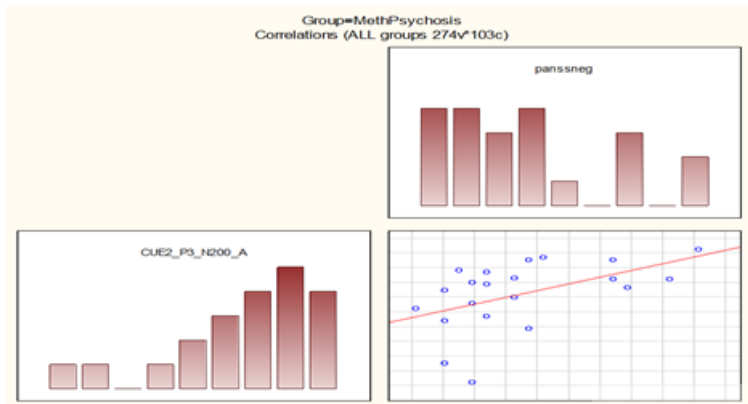 Group=MethPsychosis
Correlations (ALL groups 274v*103c)
panssneg
CUE2_P3_N200_A